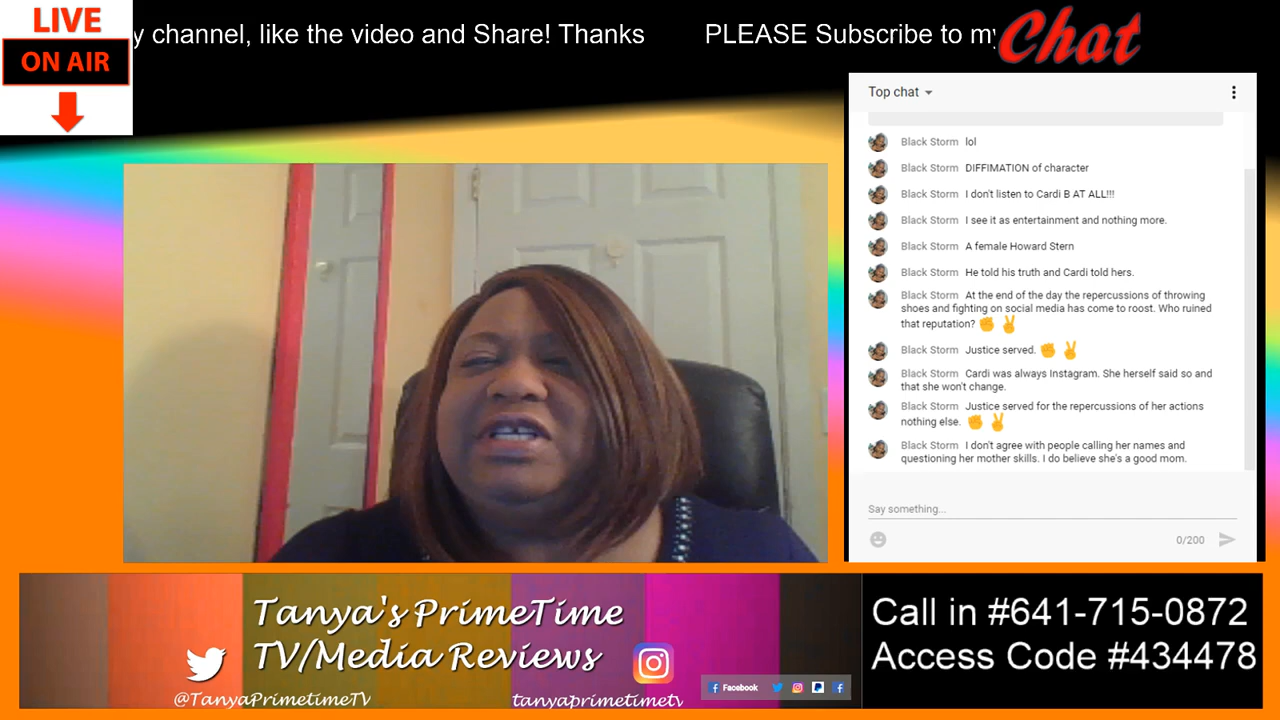 LIVE
ON AIR
y channel, like the video and Share! Thanks PLEASE Subscribe to my
Chat
Top chat
Black Storm lol
Black Storm DIFFIMATION of character
Black Storm I don't listen to Cardi B AT ALL!!!
Black Storm I see it as entertainment and nothing more.
Black Storm A female Howard Stern
Black Storm He told his truth and Cardi told hers.
Black Storm At the end of the day the repercussions of throwing
shoes and fighting on social media has come to roost. Who ruined
that reputation? ✊ ✌
Black Storm Justice served. ✊ ✌
Black Storm Cardi was always Instagram. She herself said so and
that she won't change.
Black Storm Justice served for the repercussions of her actions
nothing else. ✊ ✌
Black Storm I don't agree with people calling her names and
questioning her mother skills. I do believe she's a good mom.
Say something...
0/200
Tanya's PrimeTime
TV/Media Reviews
@TanyaPrimetimeTV
tanyaprimetimetv
Facebook
Call in #641-715-0872
Access Code #434478